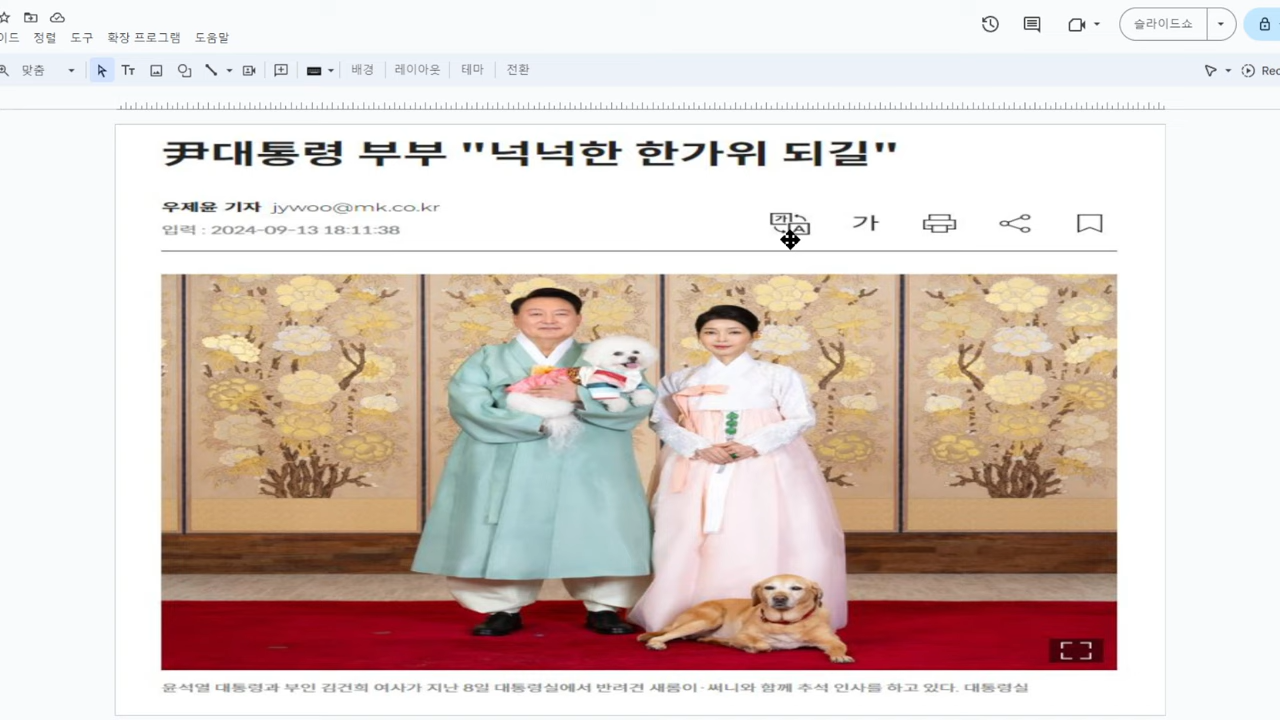 정렬 도구 확장 프로그램 도움말
슬라이드쇼
맞춤 Tт 배경 레이아웃 테마 전환
尹대통령 부부 "넉넉한 한가위 되길"
우제윤 기자 jywoo@mk.co.kr
입력 : 2024-09-13 18:11:38
가 A 가
윤석열 대통령과 부인 김건희 여사가 지난 8일 대통령실에서 반려견 새롬이·써니와 함께 추석 인사를 하고 있다. 대통령실